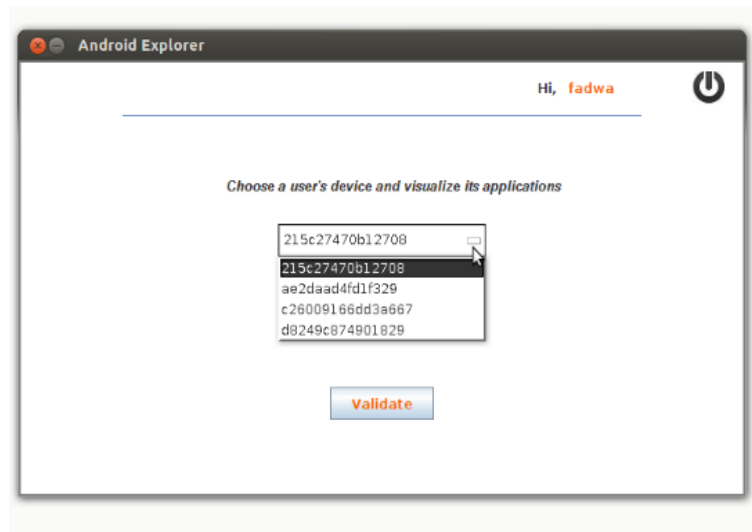 Android Explorer
Hi, fadwa
Choose a user's device and visualize its applications
215c27470b12708
215c27470b12708
ae2daad4fd1f329
c26009166dd3a667
d8249c874901829
Validate